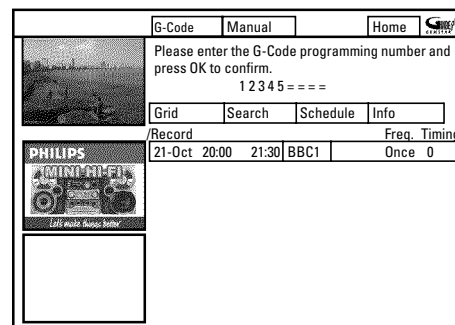 G-Code Manual Home GUIDE
GEMSTAR
Please enter the G-Code programming number and
press OK to confirm.
1 2 3 4 5 = = = =
Grid Search Schedule Info
/Record Freq. Timing
21-Oct 20:00 21:30 BBC1 Once 0
PHILIPS
MINI-HI-FI
Let's make things better